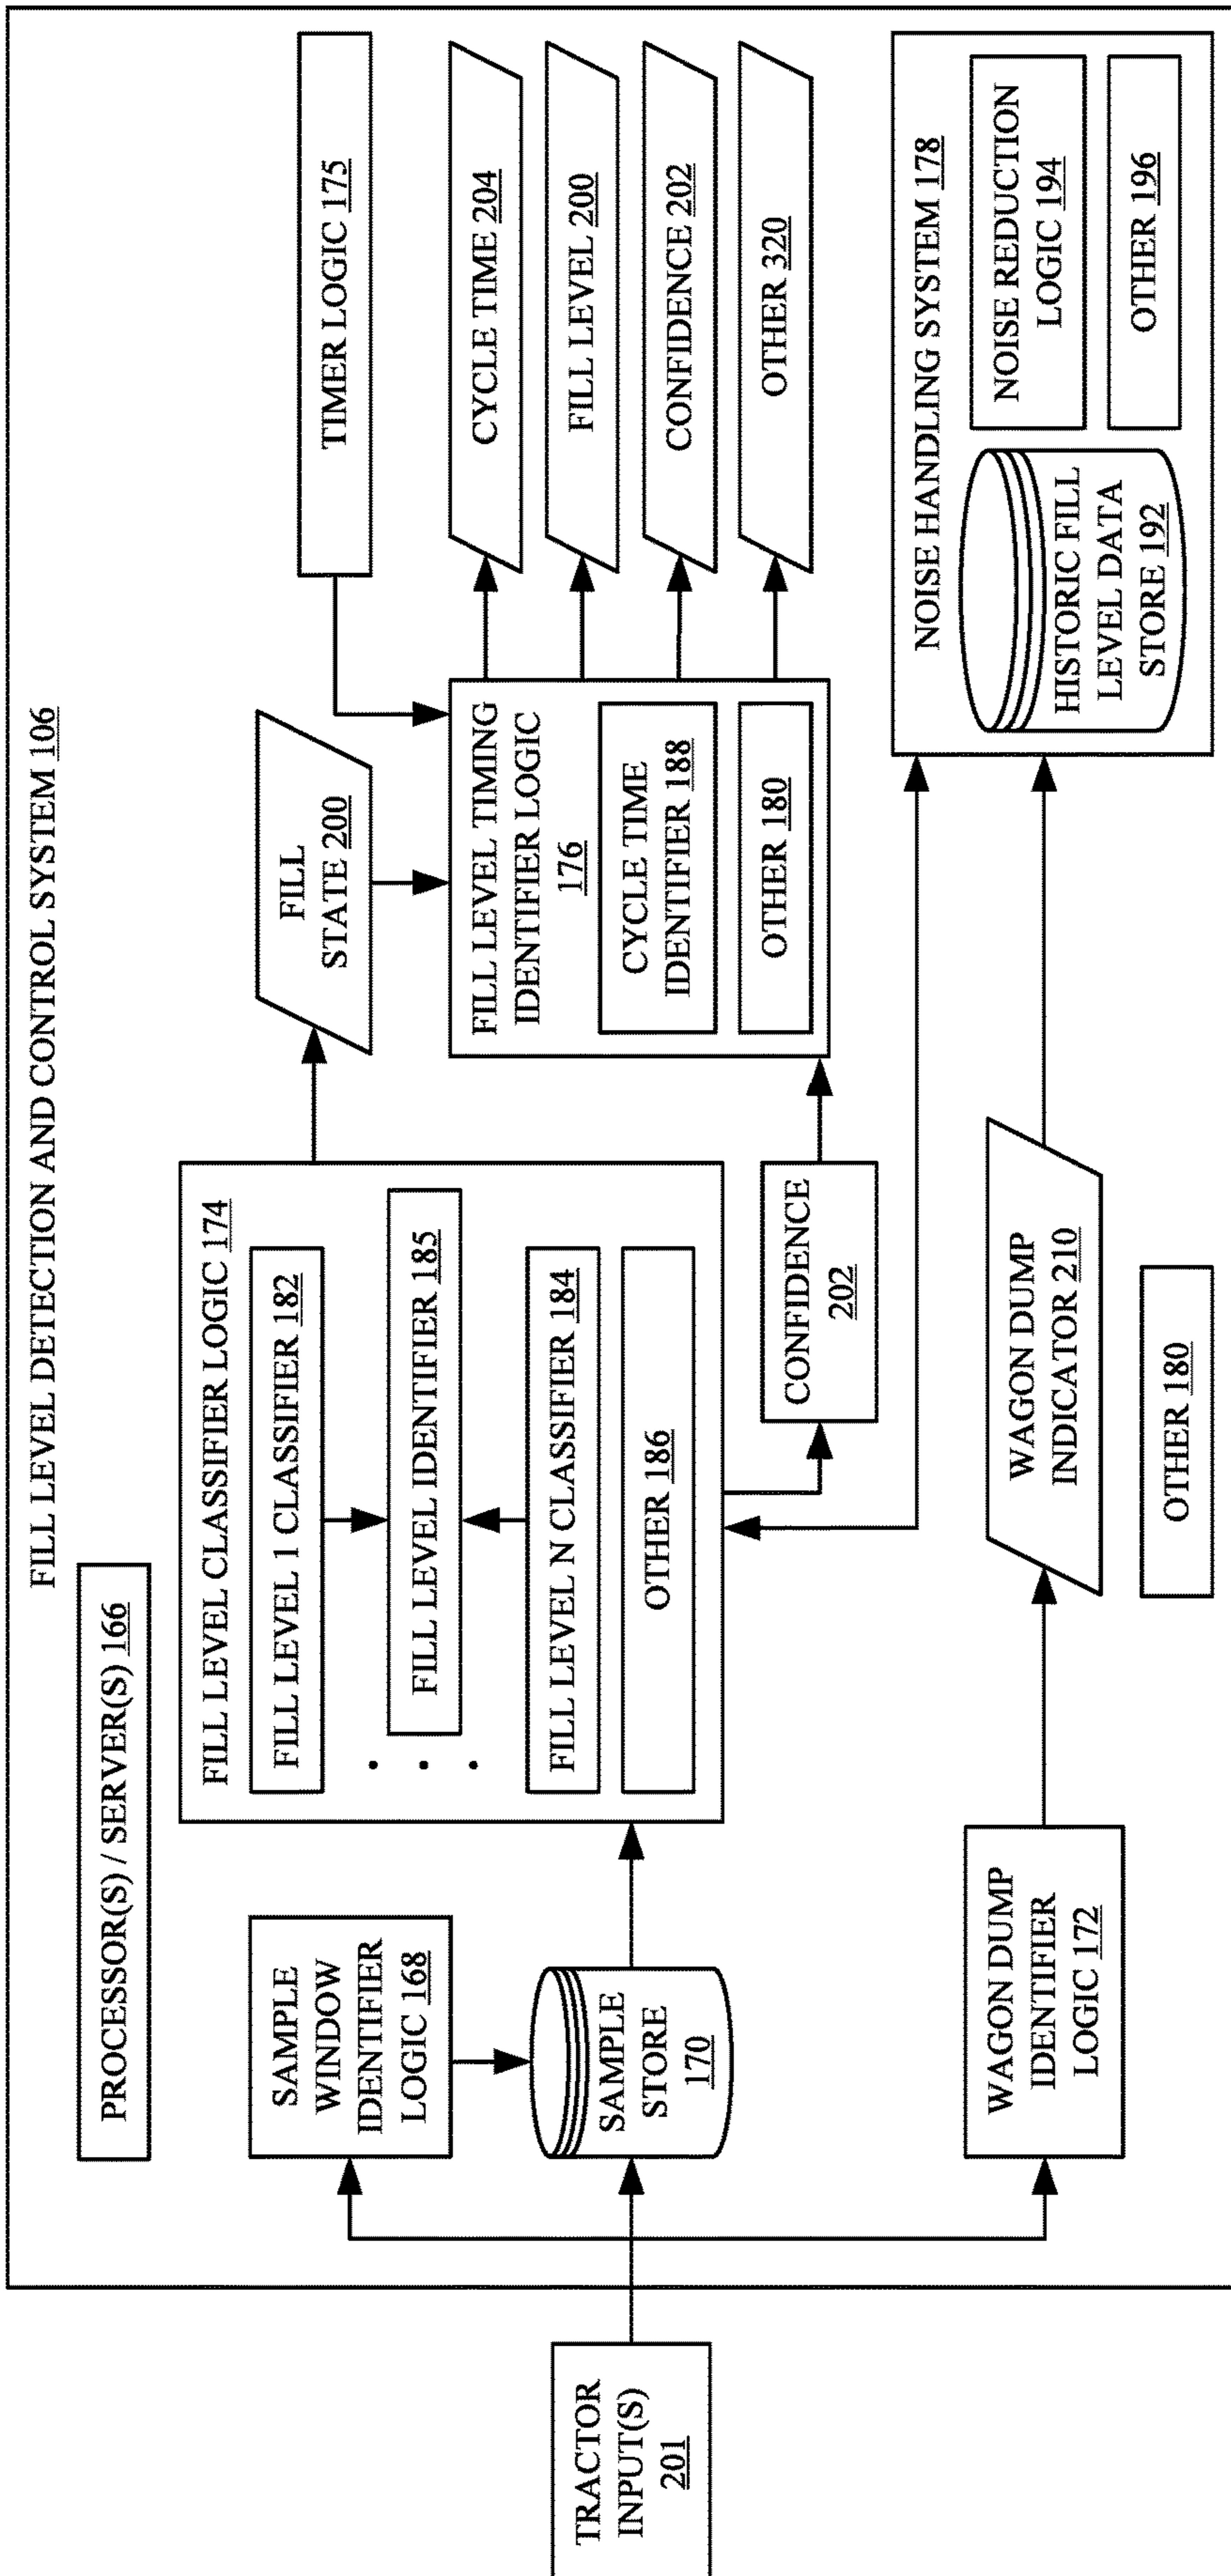 FILL LEVEL DETECTION AND CONTROL SYSTEM 106
PROCESSOR(S) / SERVER(S) 166
TRACTOR
INPUT(S)
201
SAMPLE
WINDOW
IDENTIFIER
LOGIC 168
SAMPLE
STORE
170
WAGON DUMP
IDENTIFIER
LOGIC 172
FILL LEVEL CLASSIFIER LOGIC 174
FILL LEVEL 1 CLASSIFIER 182
FILL LEVEL IDENTIFIER 185
. . .
FILL LEVEL N CLASSIFIER 184
OTHER 186
CONFIDENCE
202
WAGON DUMP
INDICATOR 210
OTHER 180
FILL
STATE 200
FILL LEVEL TIMING
IDENTIFIER LOGIC
176
CYCLE TIME
IDENTIFIER 188
OTHER 180
TIMER LOGIC 175
CYCLE TIME 204
FILL LEVEL 200
CONFIDENCE 202
OTHER 320
NOISE HANDLING SYSTEM 178
HISTORIC FILL
LEVEL DATA
STORE 192
NOISE REDUCTION
LOGIC 194
OTHER 196